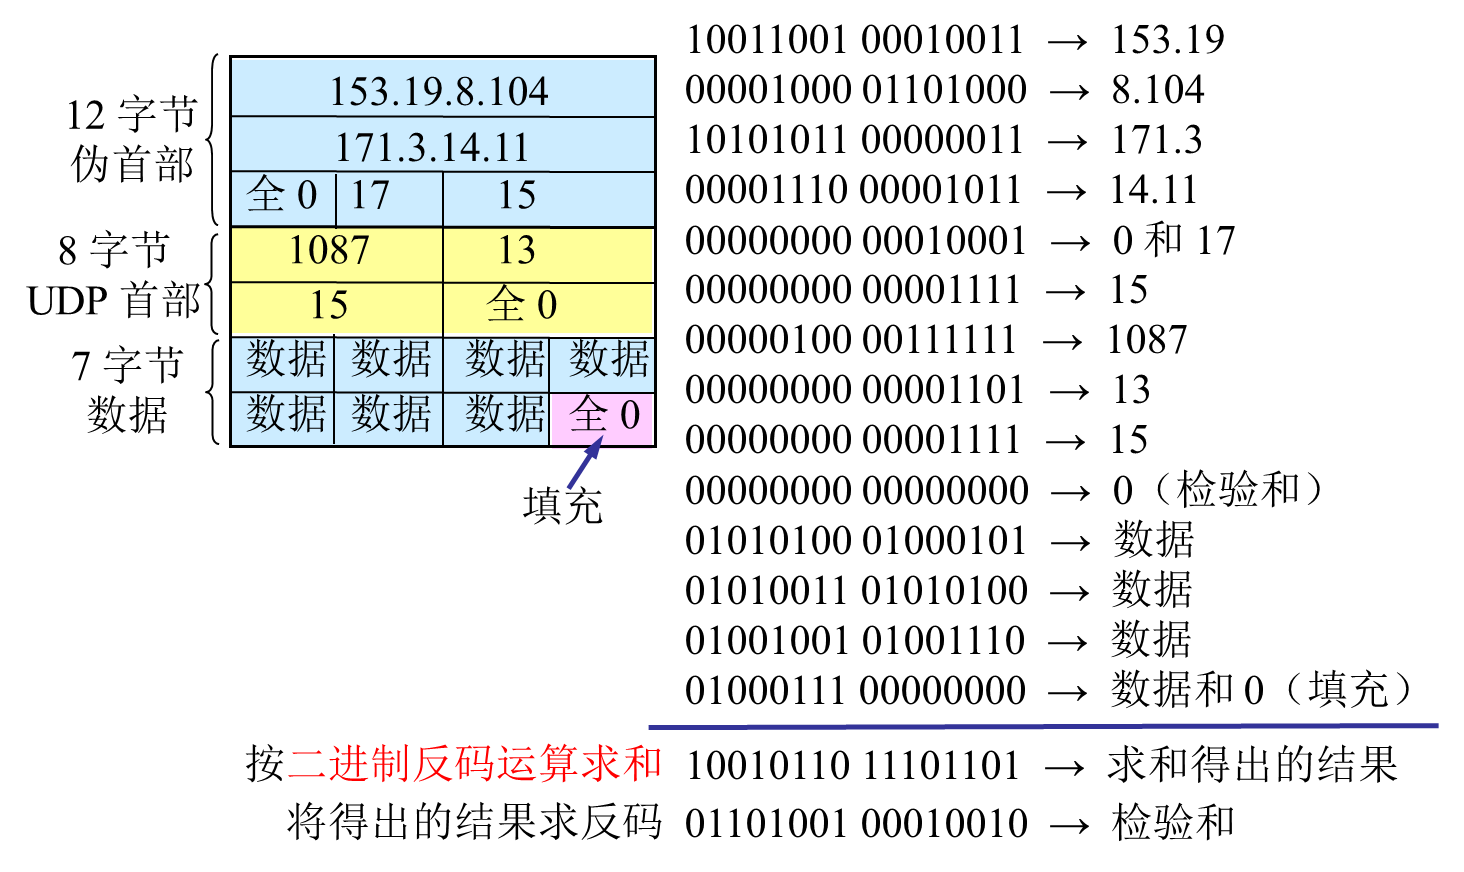 12 字节
伪首部
8 字节
UDP 首部
7 字节
数据
153.19.8.104
171.3.14.11
全 0 17 15
1087 13
15 全 0
数据 数据 数据 数据
数据 数据 数据 全 0
填充
10011001 00010011 → 153.19
00001000 01101000 → 8.104
10101011 00000011 → 171.3
00001110 00001011 → 14.11
00000000 00010001 → 0 和 17
00000000 00001111 → 15
00000100 00111111 → 1087
00000000 00001101 → 13
00000000 00001111 → 15
00000000 00000000 → 0（检验和）
01010100 01000101 → 数据
01010011 01010100 → 数据
01001001 01001110 → 数据
01000111 00000000 → 数据和 0（填充）
按二进制反码运算求和 10010110 11101101 → 求和得出的结果
将得出的结果求反码 01101001 00010010 → 检验和